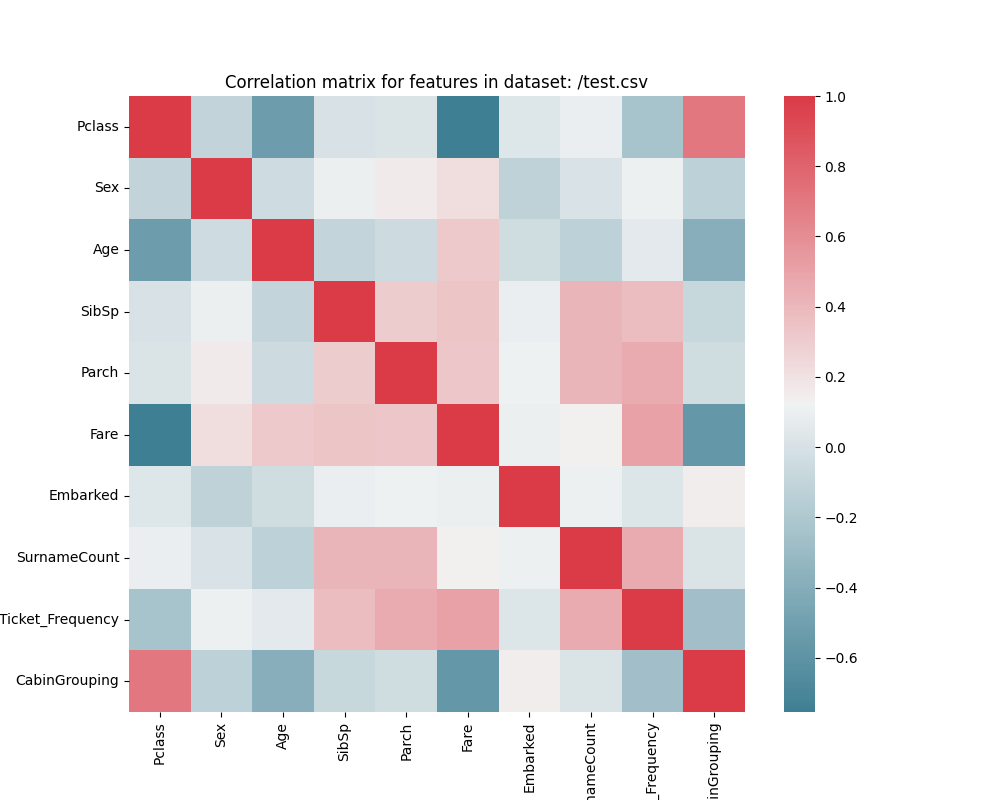 Correlation matrix for features in dataset: /test.csv
Pclass
Sex
Age
SibSp
Parch
Fare
Embarked
SurnameCount
Ticket_Frequency
CabinGrouping
Pclass
Sex
Age
SibSp
Parch
Fare
Embarked
nameCount
_Frequency
inGrouping
1.0
0.8
0.6
0.4
0.2
0.0
−0.2
−0.4
−0.6